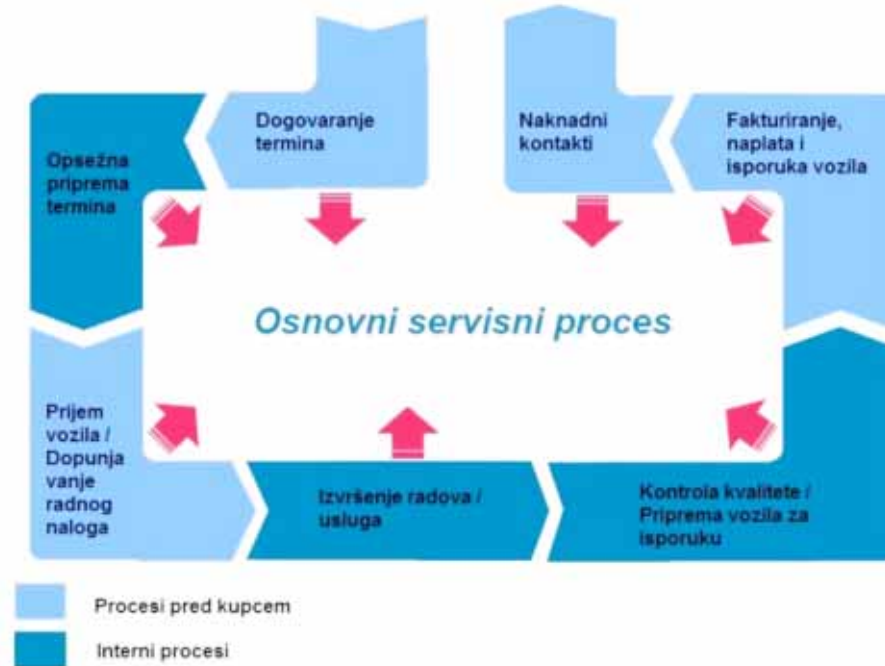 Dogovaranje
termina
Naknadni
kontakti
Fakturiranje,
naplata i
isporuka vozila
Opsežna
priprema
termina
Osnovni servisni proces
Prijem
vozila /
Dopunja
vanje
radnog
naloga
Izvršenje radova /
usluga
Kontrola kvalitete /
Priprema vozila za
isporuku
Procesi pred kupcem
Interni procesi